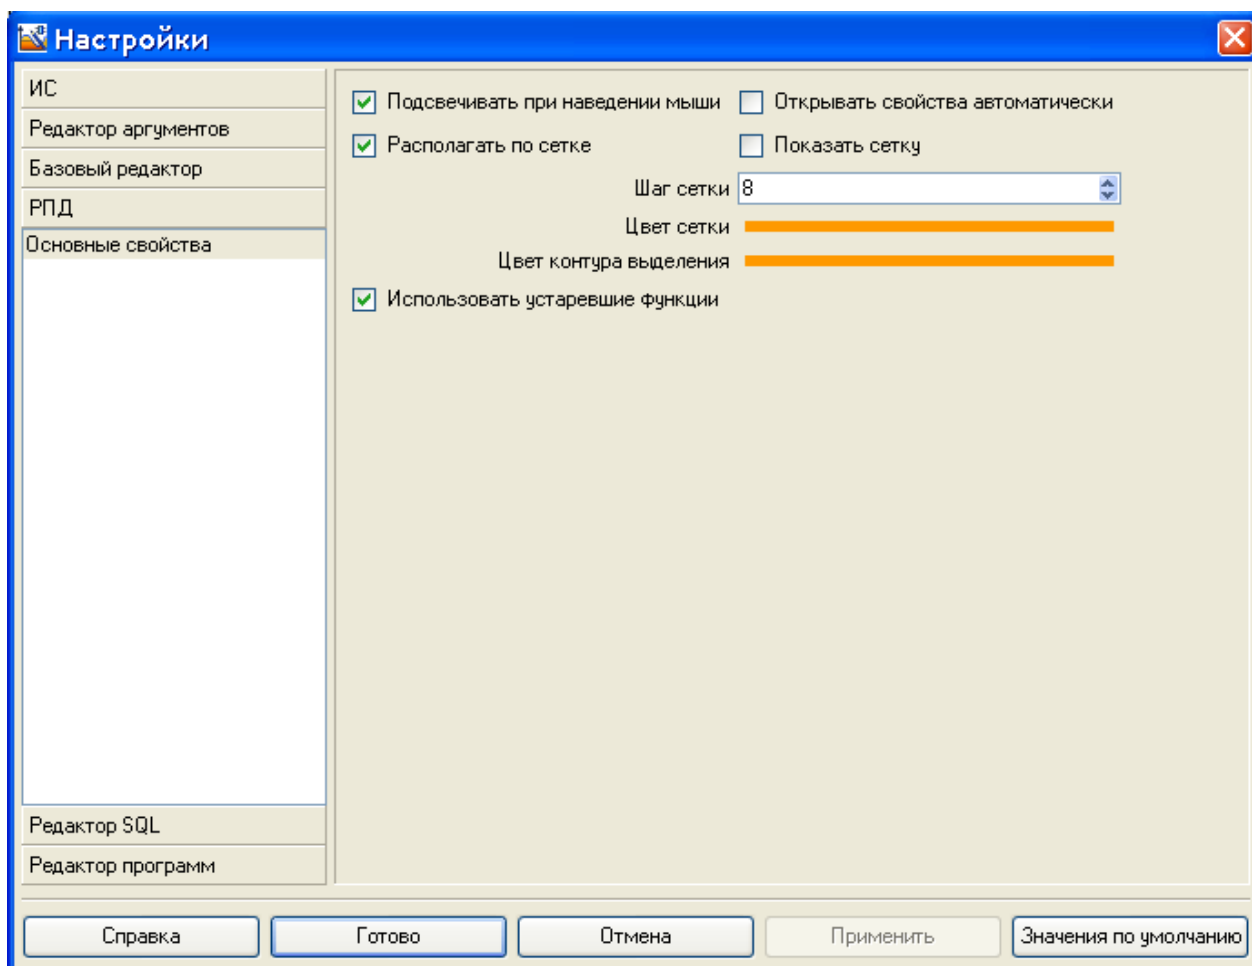 Настройки
ИС
Редактор аргументов
Базовый редактор
РПД
Основные свойства
Редактор SQL
Редактор программ
Подсвечивать при наведении мыши Открывать свойства автоматически
Располагать по сетке Показать сетку
Шаг сетки 8
Цвет сетки
Цвет контура выделения
Использовать устаревшие функции
Справка Готово Отмена Применить Значения по умолчанию